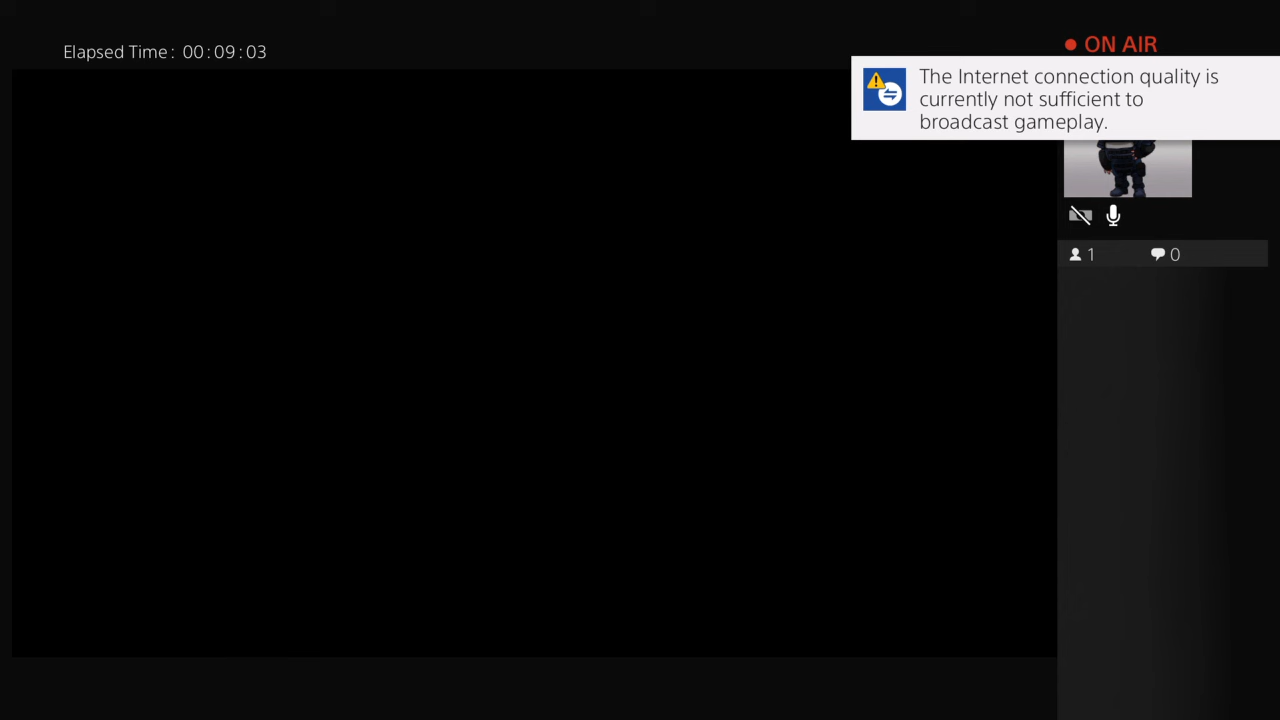 Elapsed Time: 00:09:03
ON AIR
The Internet connection quality is
currently not sufficient to
broadcast gameplay.
1
0